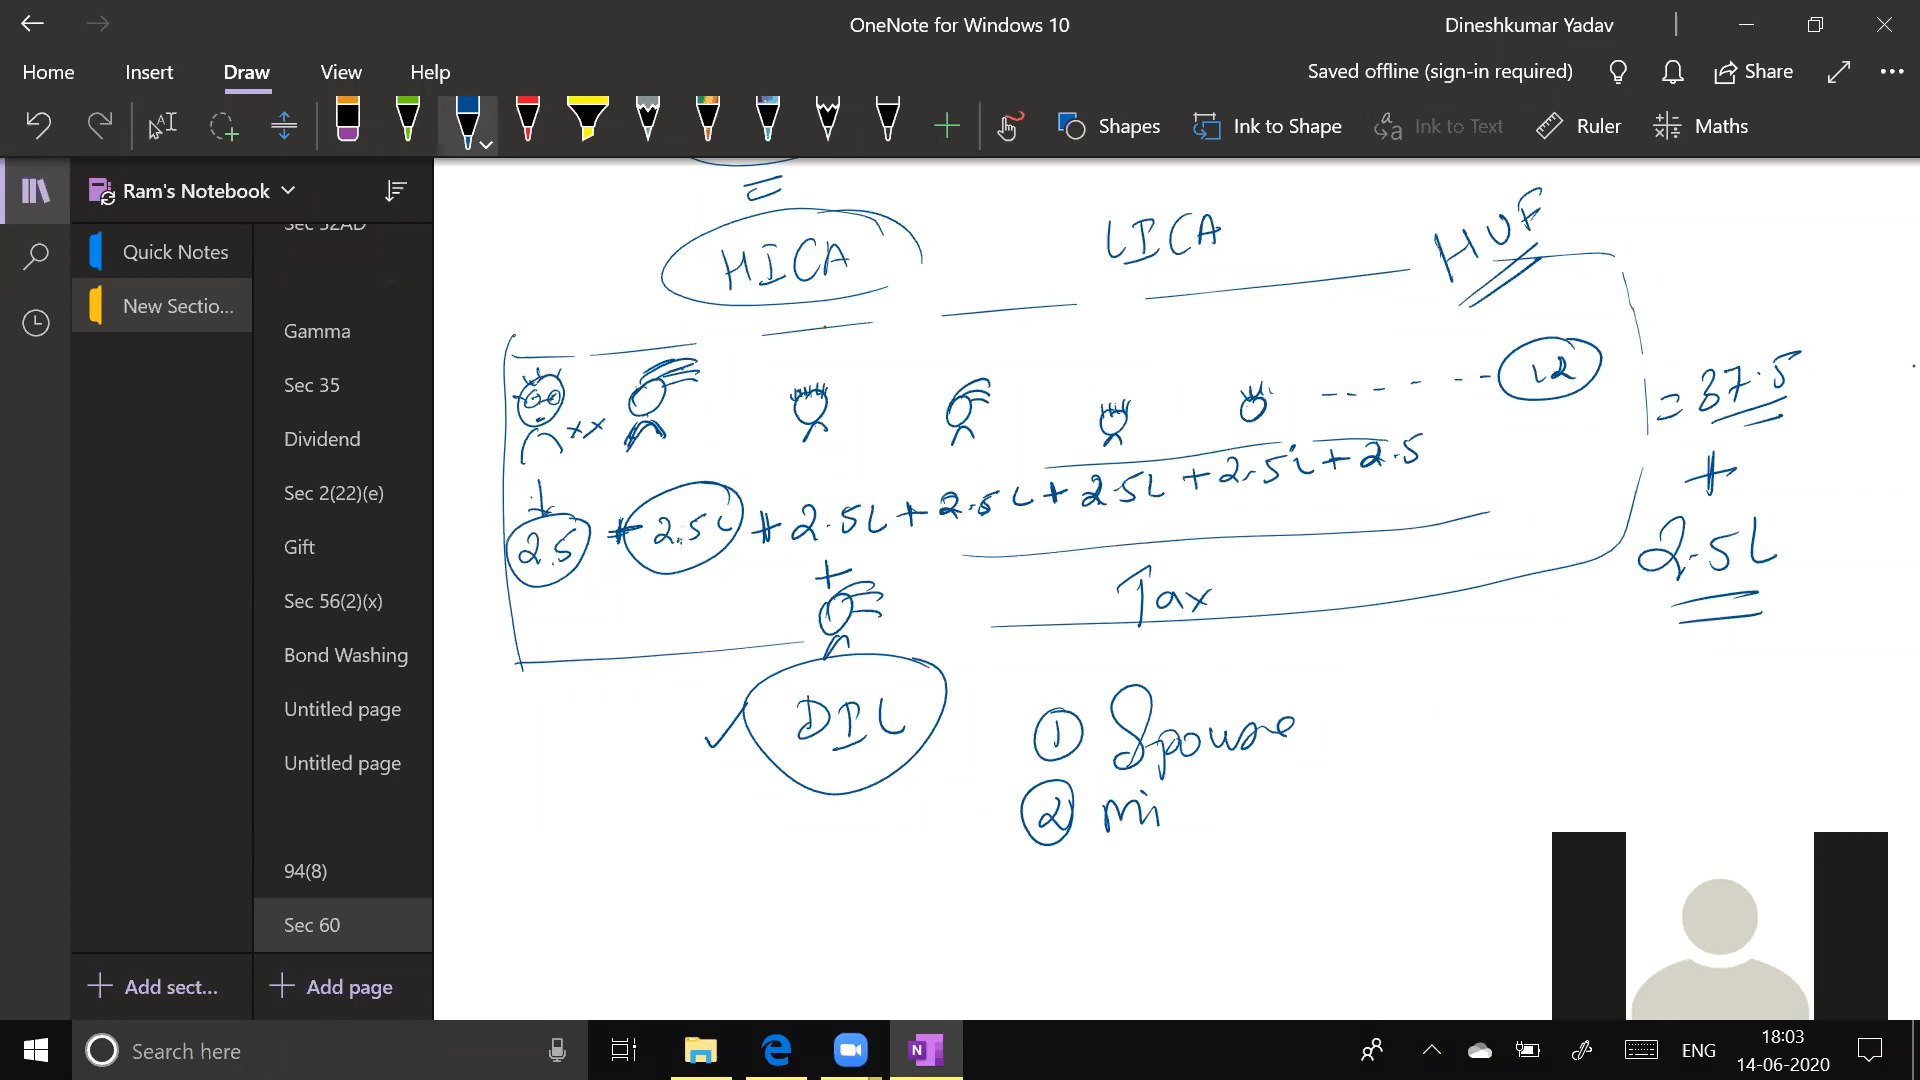 OneNote for Windows 10
Dineshkumar Yadav
Home Insert Draw View Help
Saved offline (sign-in required)
Share
Shapes Ink to Shape Ink to Text Ruler Maths
Ram's Notebook
Quick Notes
New Sectio...
Sec 32AD
Gamma
Sec 35
Dividend
Sec 2(22)(e)
Gift
Sec 56(2)(x)
Bond Washing
Untitled page
Untitled page
94(8)
Sec 60
Add sect...
Add page
=
HICA LICA HUF
xx ---- 12 = 37.5
+
2.5L
2.5 + 2.5L + 2.5L + 2.5L + 2.5L + 2.5L + 2.5
+
Tax
DIL
① Spouse
② mi
Search here
ENG
18:03
14-06-2020